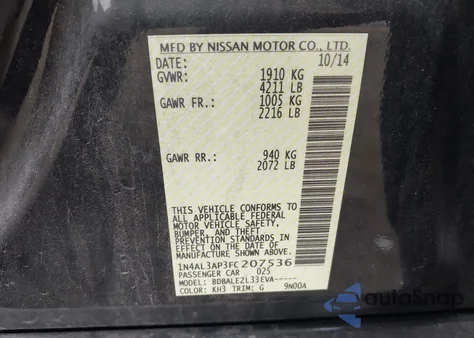 MFD BY NISSAN MOTOR CO., LTD.
DATE: 10/14
GVWR: 1910 KG
4211 LB
GAWR FR.: 1005 KG
2216 LB
GAWR RR.: 940 KG
2072 LB
THIS VEHICLE CONFORMS TO
ALL APPLICABLE FEDERAL
MOTOR VEHICLE SAFETY,
BUMPER, AND THEFT
PREVENTION STANDARDS IN
EFFECT ON THE DATE OF
MANUFACTURE SHOWN ABOVE.
1N4AL3AP3FC207536
PASSENGER CAR 025
MODEL: BDBALEZL33EVA-----
COLOR: KH3 TRIM: G 9N00A
autoSnap